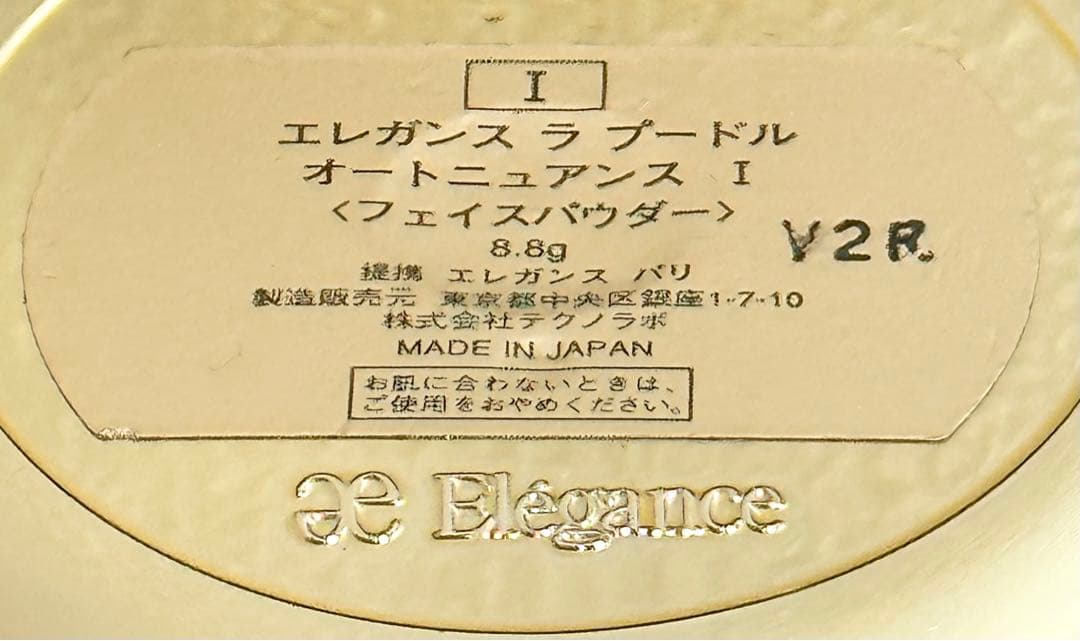 I
エレガンス ラ プードル
オートニュアンス I
<フェイスパウダー>
8.8g
V2R.
提携 エレガンス パリ
製造販売元 東京都中央区銀座1-7-10
株式会社テクノラボ
MADE IN JAPAN
お肌に合わないときは、
ご使用をおやめください。
ae Elégance